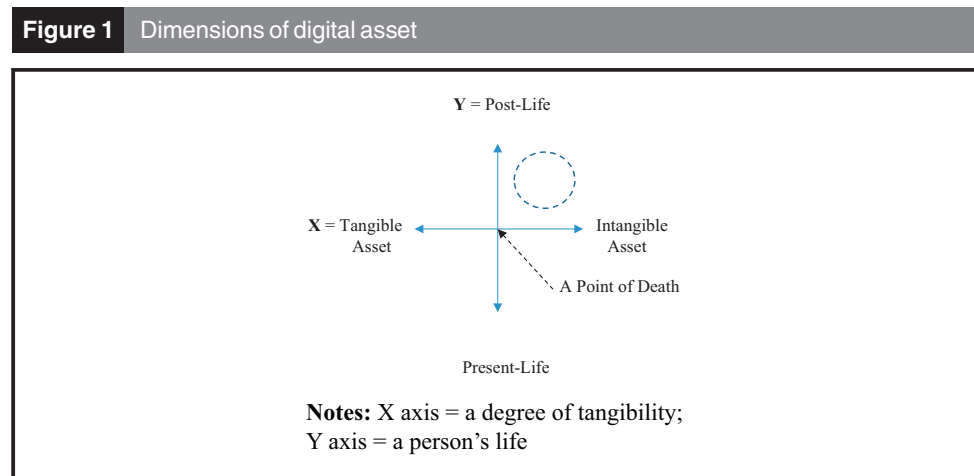 Figure 1 Dimensions of digital asset
Y = Post-Life
X = Tangible
Asset
Intangible
Asset
A Point of Death
Present-Life
Notes: X axis = a degree of tangibility;
Y axis = a person's life